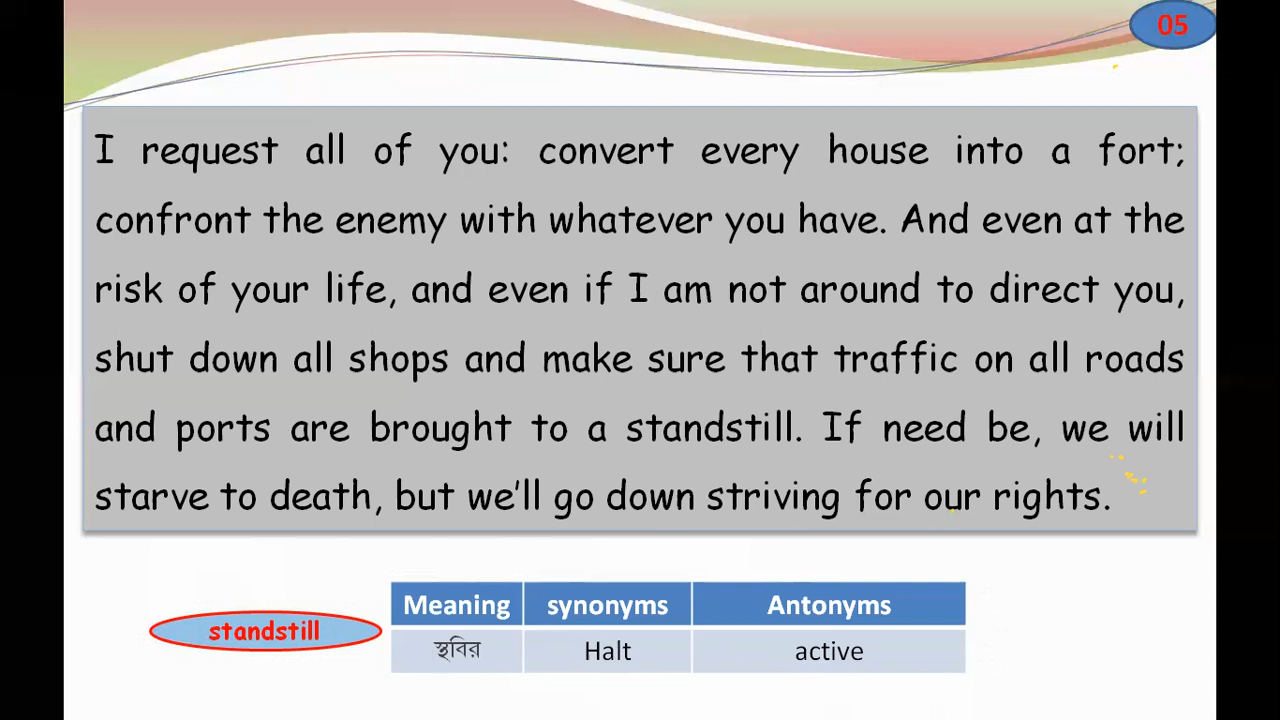 05
I request all of you: convert every house into a fort;
confront the enemy with whatever you have. And even at the
risk of your life, and even if I am not around to direct you,
shut down all shops and make sure that traffic on all roads
and ports are brought to a standstill. If need be, we will
starve to death, but we'll go down striving for our rights.
Meaning synonyms Antonyms
standstill
স্থবির Halt active